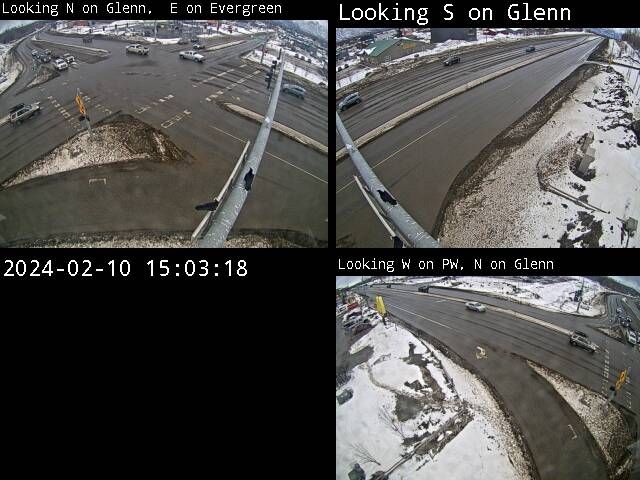 Looking N on Glenn,  E on Evergreen
Looking S on Glenn
2024-02-10 15:03:18
Looking W on PW, N on Glenn